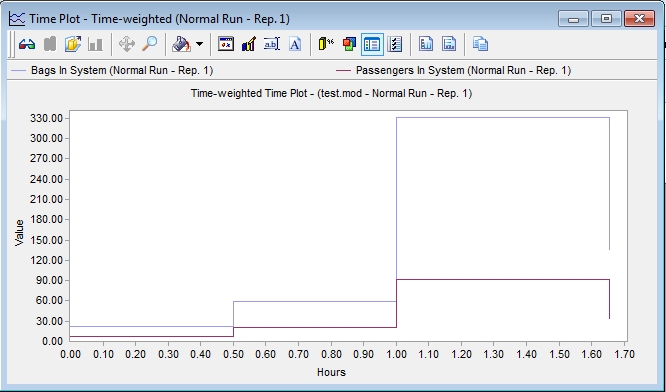 Time Plot - Time-weighted (Normal Run - Rep. 1)
Bags In System (Normal Run - Rep. 1) Passengers In System (Normal Run - Rep. 1)
Time-weighted Time Plot - (test.mod - Normal Run - Rep. 1)
330.00
300.00
270.00
240.00
210.00
180.00
150.00
120.00
90.00
60.00
30.00
0.00
Value
0.00 0.10 0.20 0.30 0.40 0.50 0.60 0.70 0.80 0.90 1.00 1.10 1.20 1.30 1.40 1.50 1.60 1.70
Hours